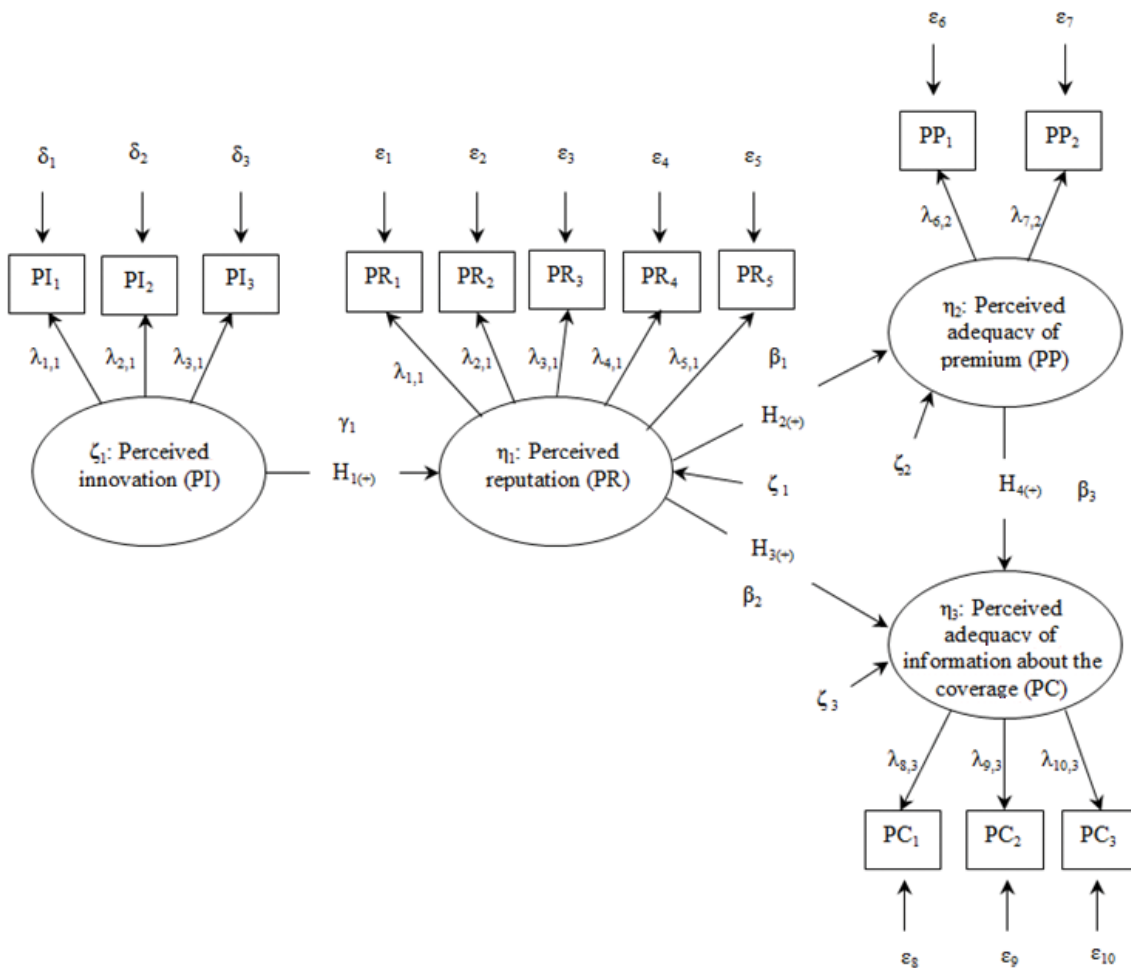 ε₆ ε₇
PP₁ PP₂
δ₁ δ₂ δ₃ ε₁ ε₂ ε₃ ε₄ ε₅
λ₆,₂ λ₇,₂
PI₁ PI₂ PI₃ PR₁ PR₂ PR₃ PR₄ PR₅
η₂: Perceived
adequacv of
premium (PP)
λ₁,₁ λ₂,₁ λ₃,₁ λ₁,₁ λ₂,₁ λ₃,₁ λ₄,₁ λ₅,₁ β₁
H₂₍₊₎
γ₁
ζ₁: Perceived
innovation (PI)
H₁₍₊₎
η₁: Perceived
reputation (PR)
ζ₂
ζ ₁
H₄₍₊₎ β₃
H₃₍₊₎
β₂
η₃: Perceived
adequacv of
information about the
coverage (PC)
ζ ₃
λ₈,₃ λ₉,₃ λ₁₀,₃
PC₁ PC₂ PC₃
ε₈ ε₉ ε₁₀